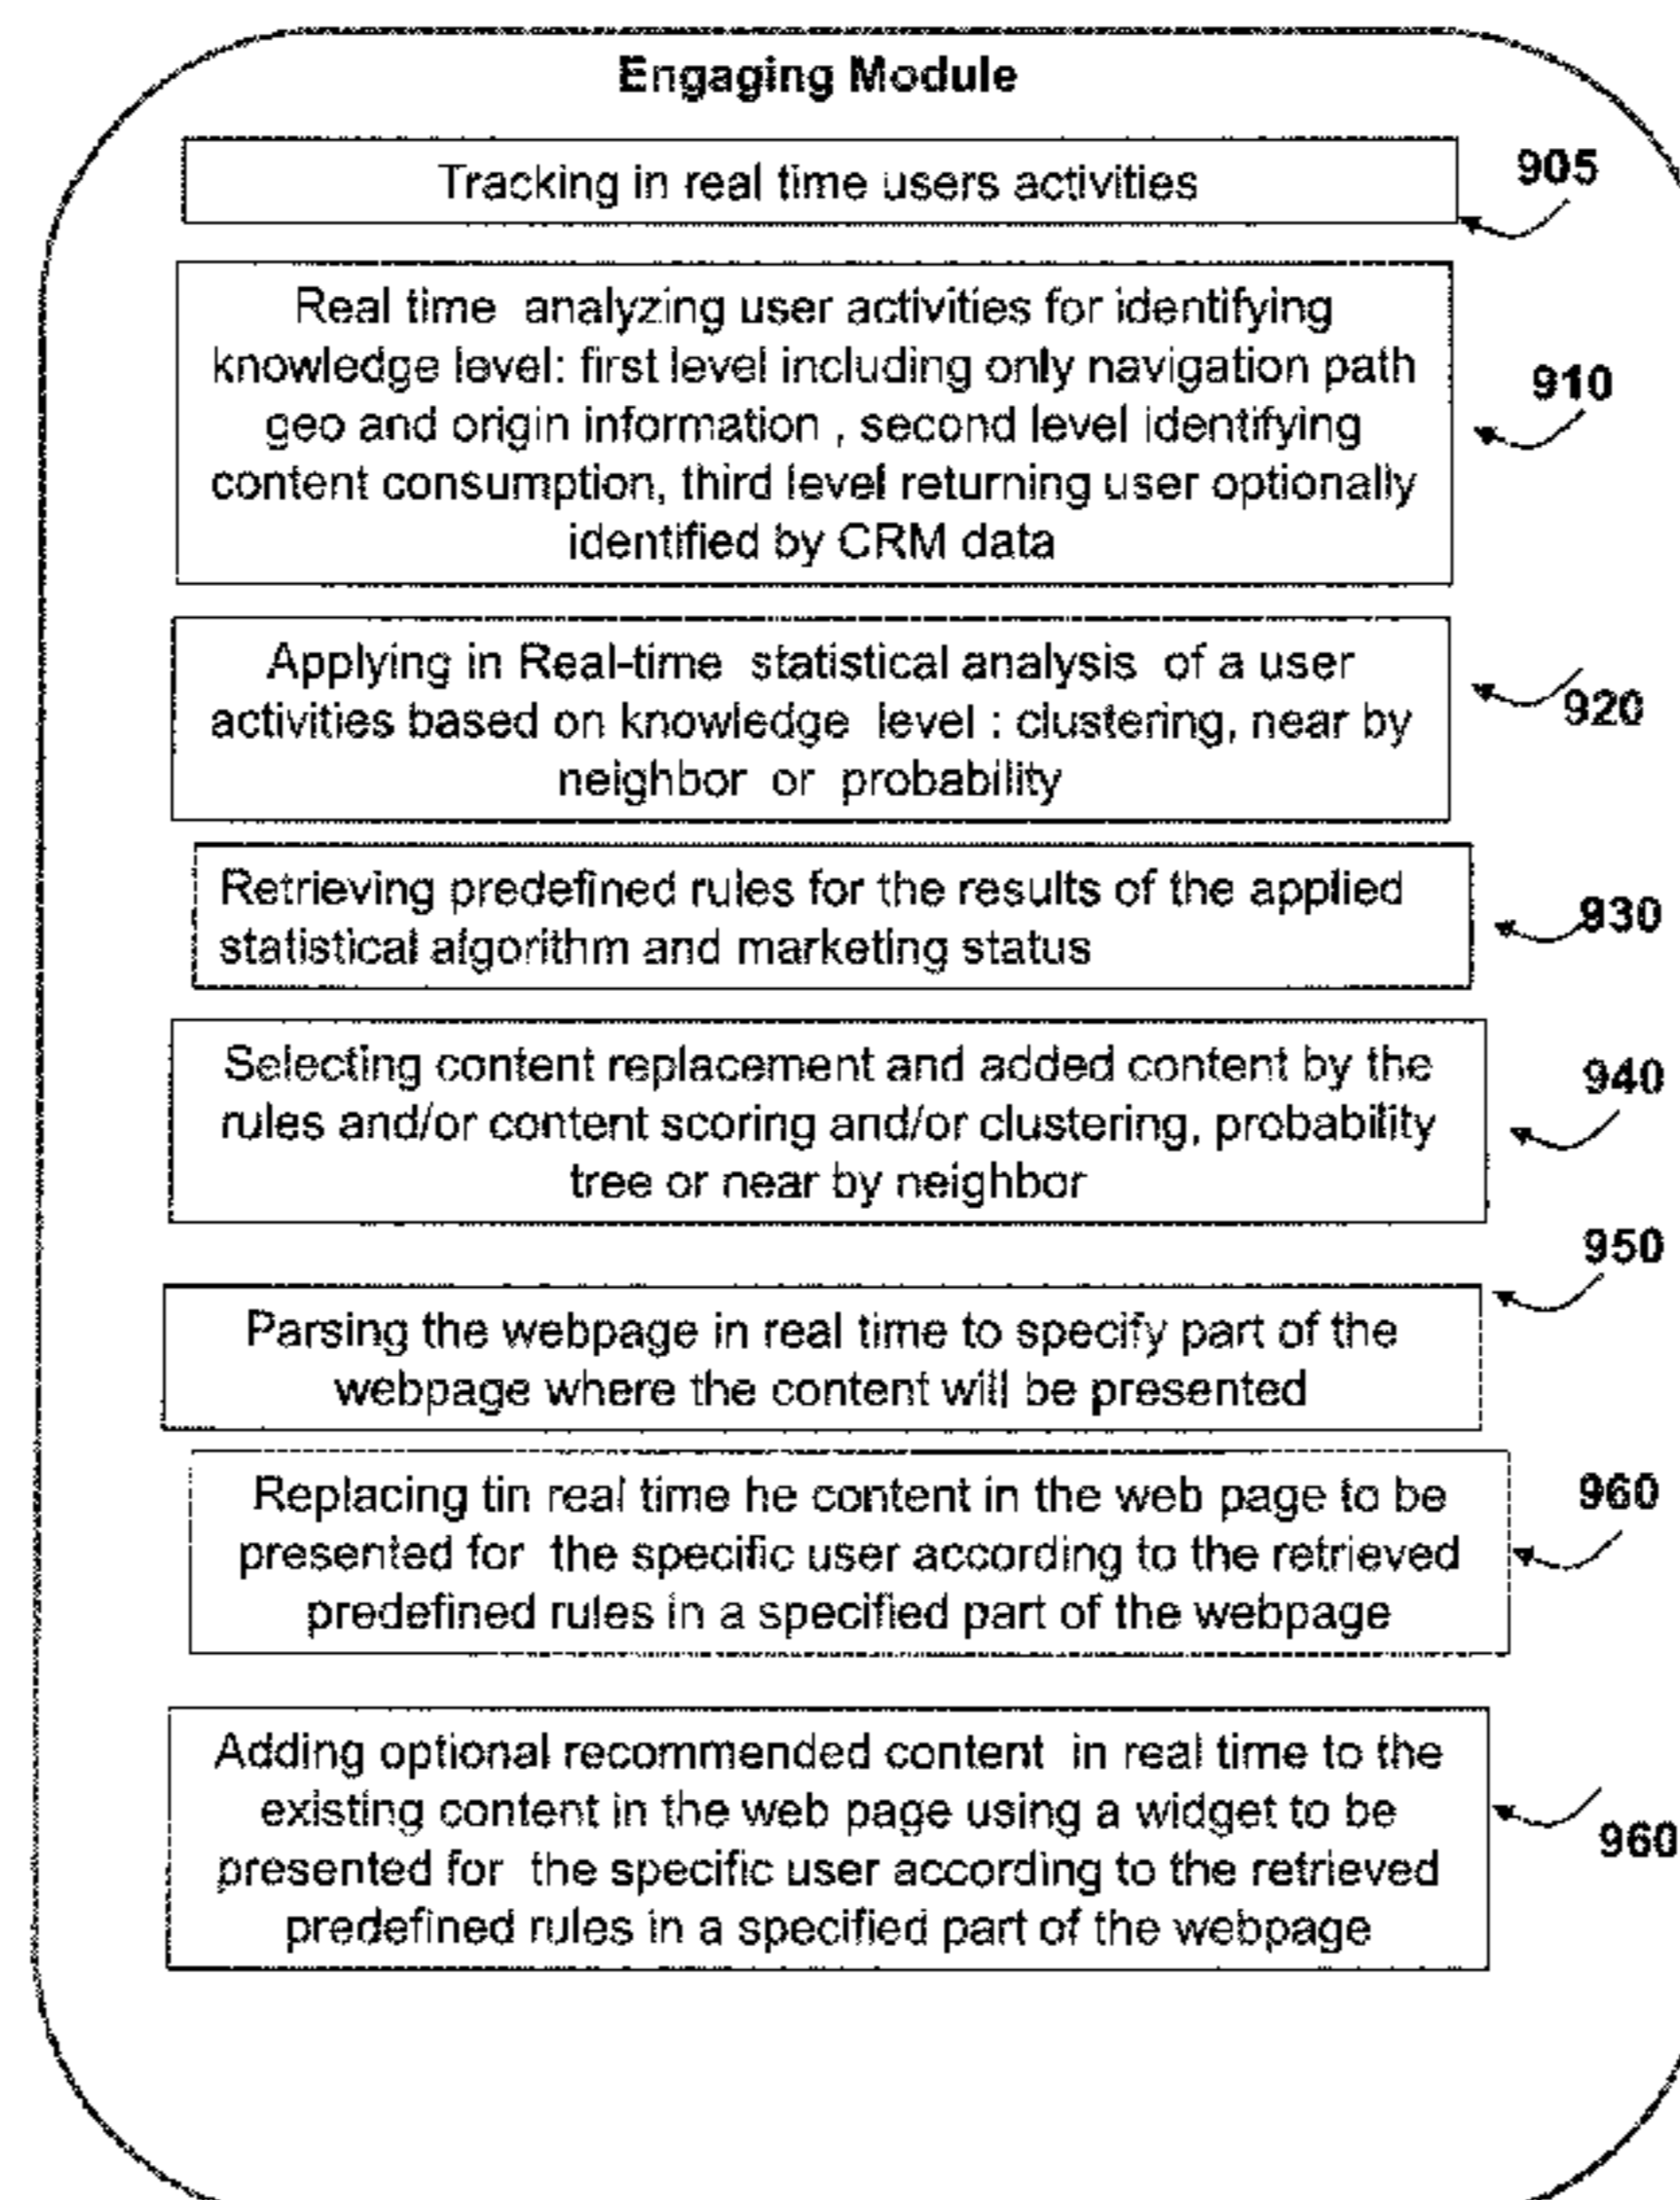 Engaging Module
Tracking in real time users activities
905
Real time analyzing user activities for identifying
knowledge level: first level including only navigation path
geo and origin information , second level identifying
content consumption, third level returning user optionally
identified by CRM data
910
Applying in Real-time statistical analysis of a user
activities based on knowledge level : clustering, near by
neighbor or probability
920
Retrieving predefined rules for the results of the applied
statistical algorithm and marketing status
930
Selecting content replacement and added content by the
rules and/or content scoring and/or clustering, probability
tree or near by neighbor
940
950
Parsing the webpage in real time to specify part of the
webpage where the content will be presented
Replacing tin real time he content in the web page to be
presented for the specific user according to the retrieved
predefined rules in a specified part of the webpage
960
Adding optional recommended content in real time to the
existing content in the web page using a widget to be
presented for the specific user according to the retrieved
predefined rules in a specified part of the webpage
960